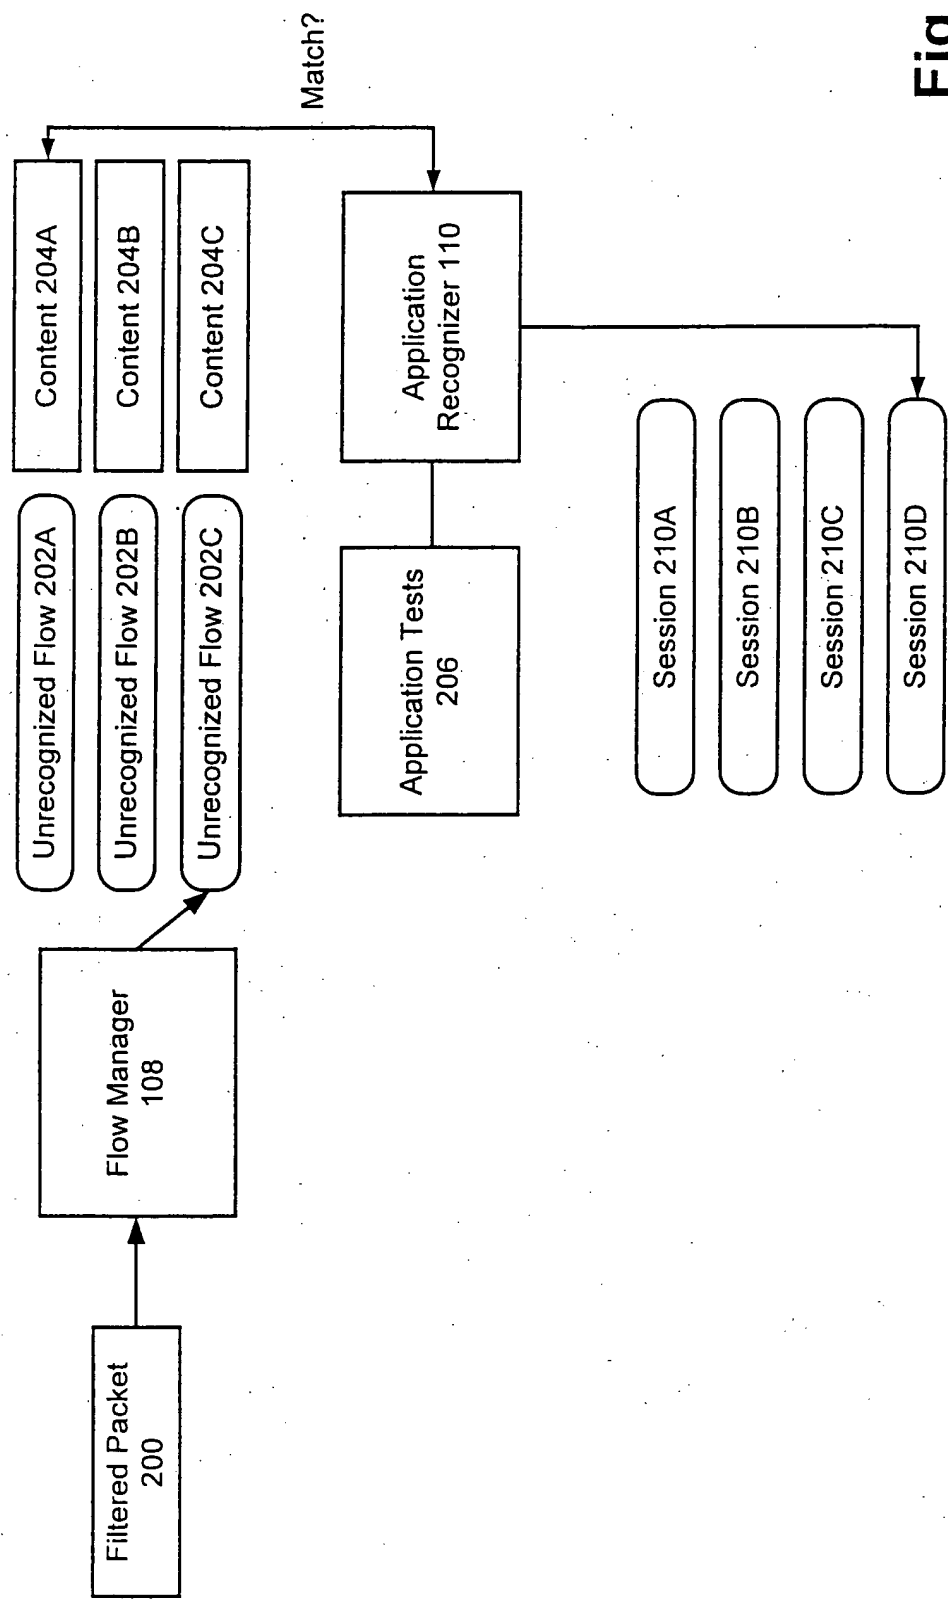 Filtered Packet
200
Flow Manager
108
Unrecognized Flow 202A
Unrecognized Flow 202B
Unrecognized Flow 202C
Content 204A
Content 204B
Content 204C
Match?
Application Tests
206
Application
Recognizer 110
Session 210A
Session 210B
Session 210C
Session 210D
Fig